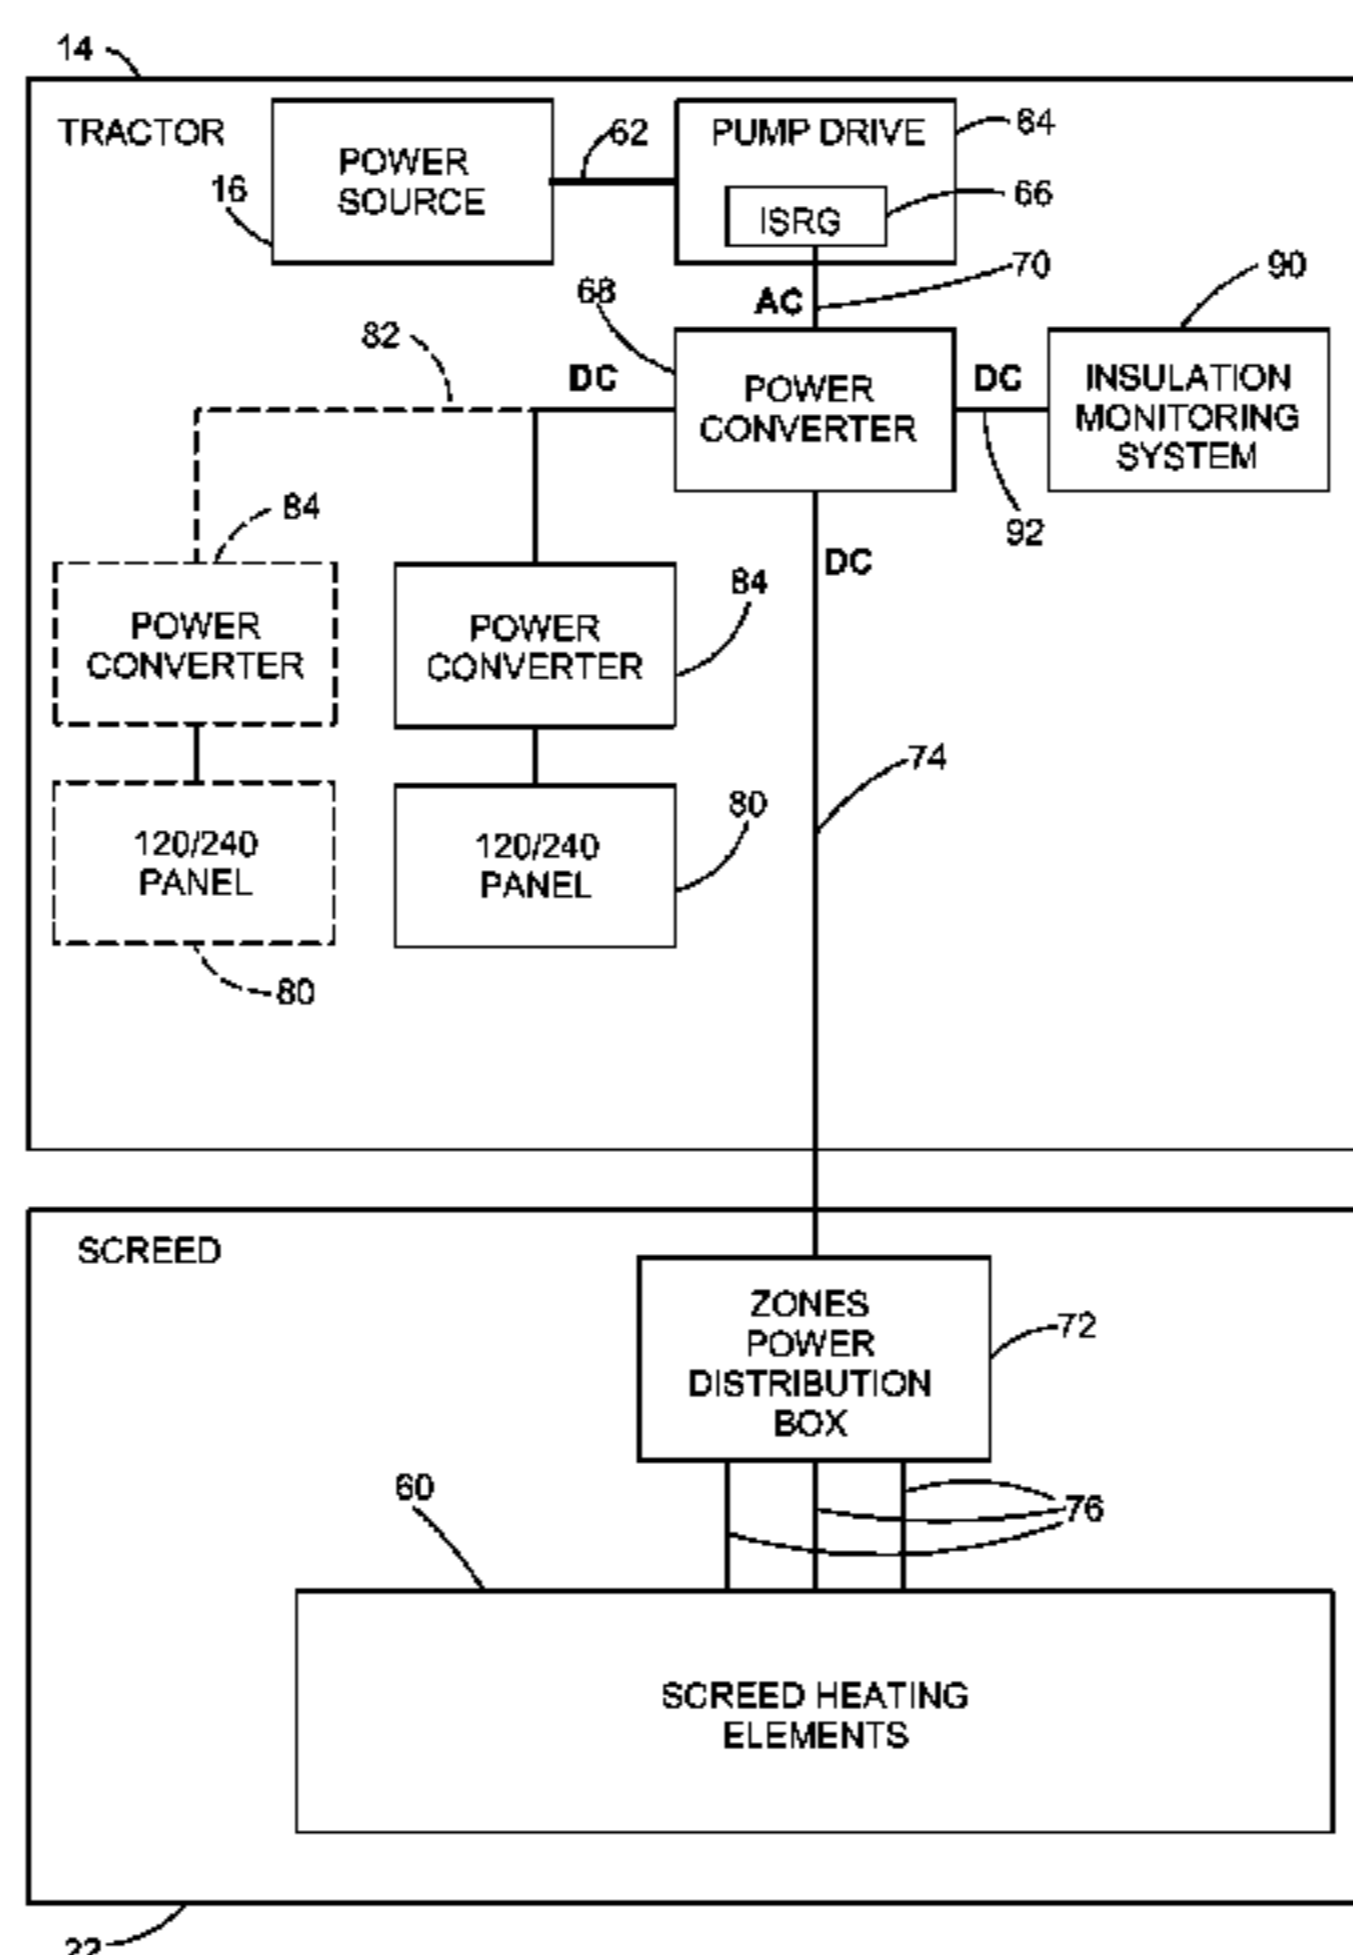 14
TRACTOR
POWER
SOURCE
16
62
PUMP DRIVE
64
ISRG
66
AC
70
68
90
82
DC
POWER
CONVERTER
DC
INSULATION
MONITORING
SYSTEM
92
84
DC
84
POWER
CONVERTER
POWER
CONVERTER
74
80
120/240
PANEL
120/240
PANEL
80
SCREED
ZONES
POWER
DISTRIBUTION
BOX
72
60
76
SCREED HEATING
ELEMENTS
22